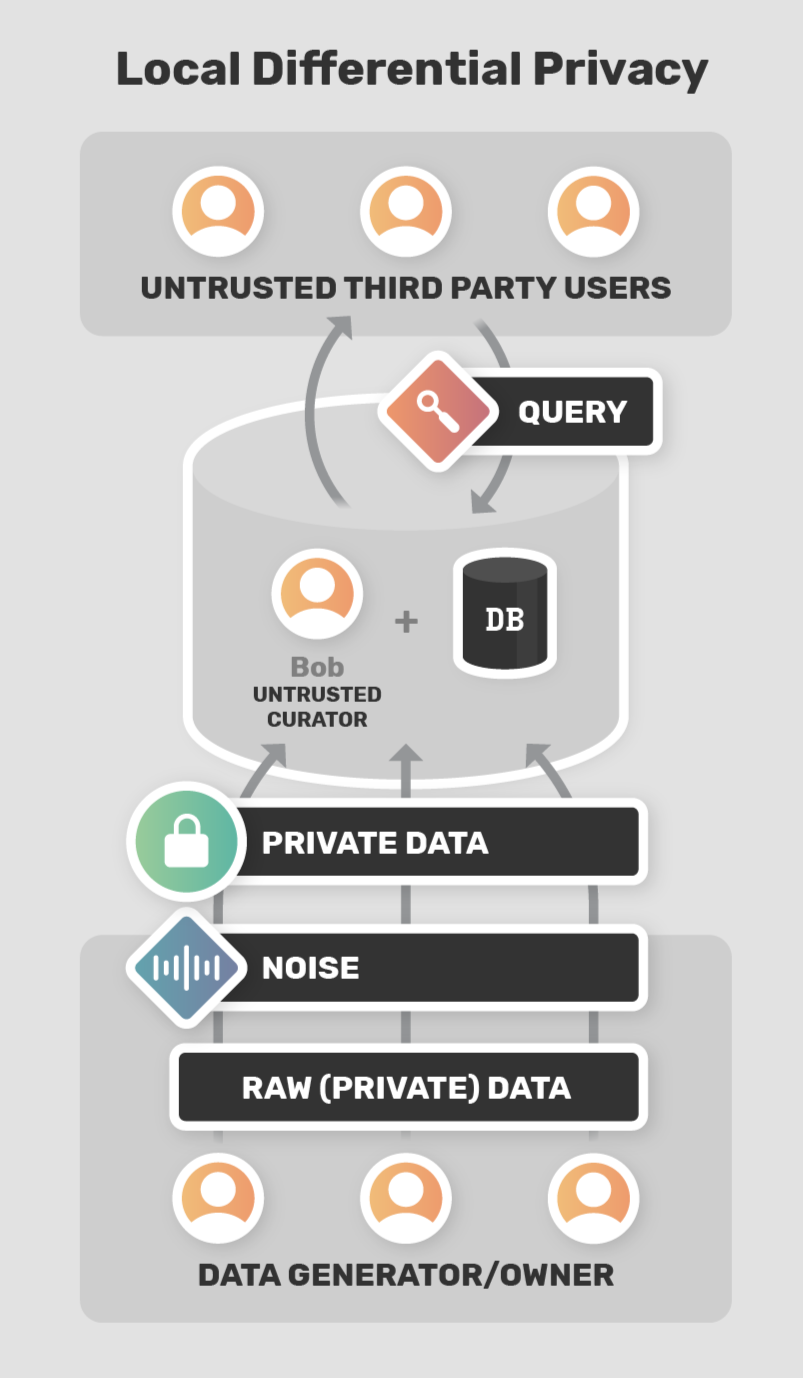 Local Differential Privacy
UNTRUSTED THIRD PARTY USERS
QUERY
DB
+
Bob
UNTRUSTED
CURATOR
PRIVATE DATA
NOISE
RAW (PRIVATE) DATA
DATA GENERATOR/OWNER